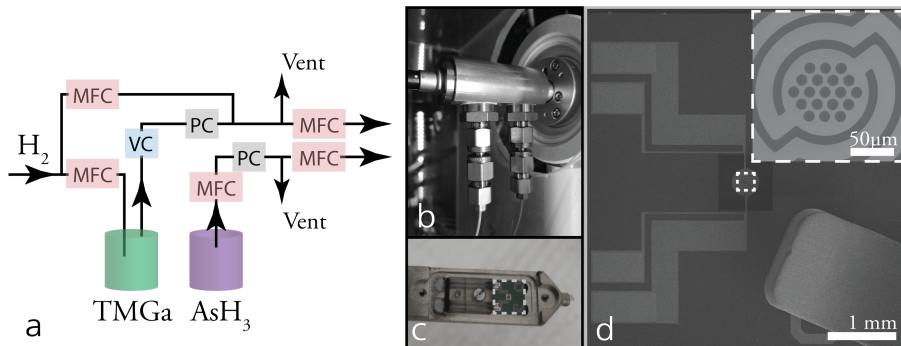 Vent
MFC
PC
MFC
H2
VC
PC
MFC
MFC
MFC
Vent
TMGa
AsH3
a
b
c
50μm
d
1 mm